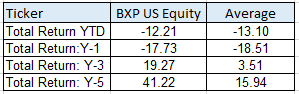 Ticker BXP US Equity Average
Total Return YTD -12.21 -13.10
Total Return:Y-1 -17.73 -18.51
Total Return: Y-3 19.27 3.51
Total Return: Y-5 41.22 15.94